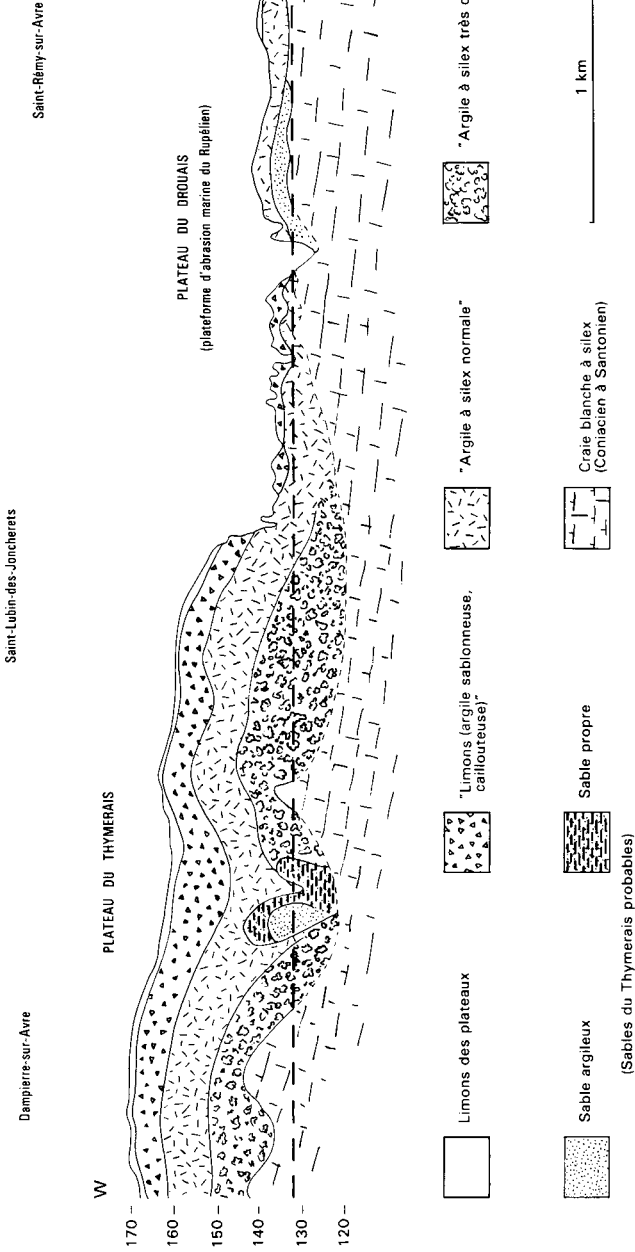 Dampierre-sur-Avre
Saint-Lubin-des-Joncherets
Saint-Rémy-sur-Avre
W
PLATEAU DU THYMERAIS
PLATEAU DU DROUAIS
(plateforme d'abrasion marine du Rupélien)
170
160
150
140
130
120
Limons des plateaux
"Limons (argile sablonneuse,
caillouteuse)"
"Argile à silex normale"
"Argile à silex très c
Sable argileux
Sable propre
(Sables du Thymerais probables)
Craie blanche à silex
(Coniacien à Santonien)
1 km